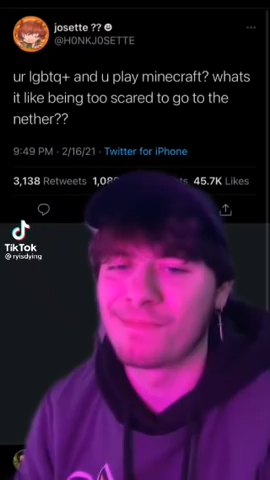 josette ??
@H0NKJ0SETTE
ur lgbtq+ and u play minecraft? whats
it like being too scared to go to the
nether??
9:49 PM · 2/16/21 · Twitter for iPhone
3,138 Retweets 45.7K Likes
TikTok
@ryisdying